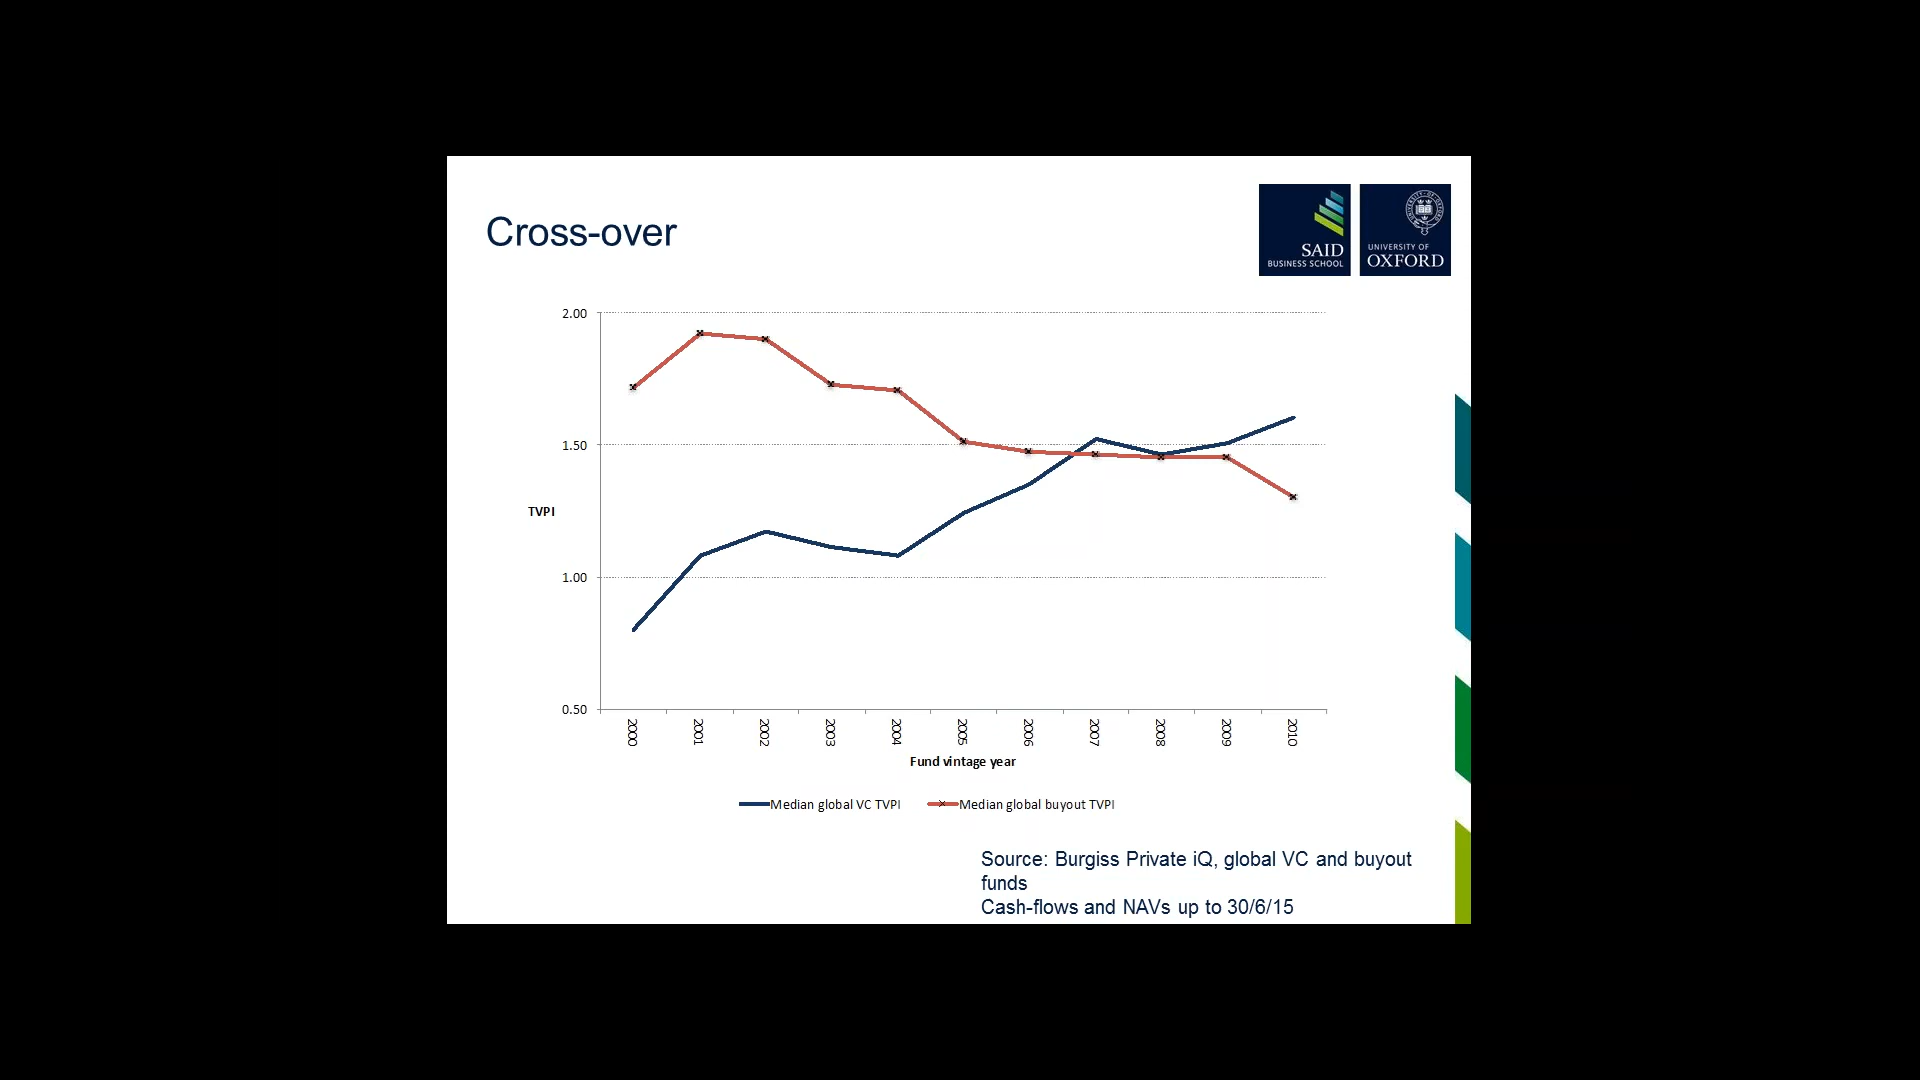 Cross-over
SAID
BUSINESS SCHOOL
UNIVERSITY OF
OXFORD
2.00
1.50
TVPI
1.00
0.50
2000 2001 2002 2003 2004 2005 2006 2007 2008 2009 2010
Fund vintage year
Median global VC TVPI Median global buyout TVPI
Source: Burgiss Private iQ, global VC and buyout
funds
Cash-flows and NAVs up to 30/6/15